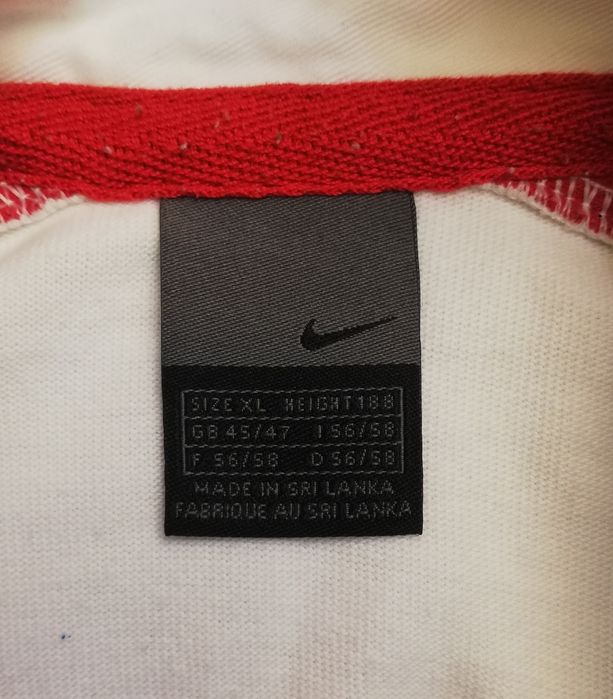 SIZE XL HEIGHT 188
GB 45/47 I 56/58
F 56/58 D 56/58
MADE IN SRI LANKA
FABRIQUE AU SRI LANKA